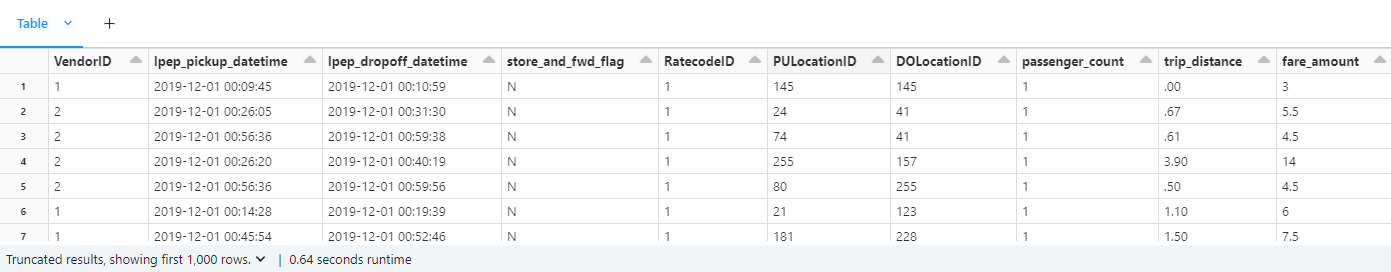 Table +
VendorID lpep_pickup_datetime lpep_dropoff_datetime store_and_fwd_flag RatecodeID PULocationID DOLocationID passenger_count trip_distance fare_amount
1 1 2019-12-01 00:09:45 2019-12-01 00:10:59 N 1 145 145 1 .00 3
2 2 2019-12-01 00:26:05 2019-12-01 00:31:30 N 1 24 41 1 .67 5.5
3 2 2019-12-01 00:56:36 2019-12-01 00:59:38 N 1 74 41 1 .61 4.5
4 2 2019-12-01 00:26:20 2019-12-01 00:40:19 N 1 255 157 1 3.90 14
5 2 2019-12-01 00:56:36 2019-12-01 00:59:56 N 1 80 255 1 .50 4.5
6 1 2019-12-01 00:14:28 2019-12-01 00:19:39 N 1 21 123 1 1.10 6
7 1 2019-12-01 00:45:54 2019-12-01 00:52:46 N 1 181 228 1 1.50 7.5
Truncated results, showing first 1,000 rows. | 0.64 seconds runtime